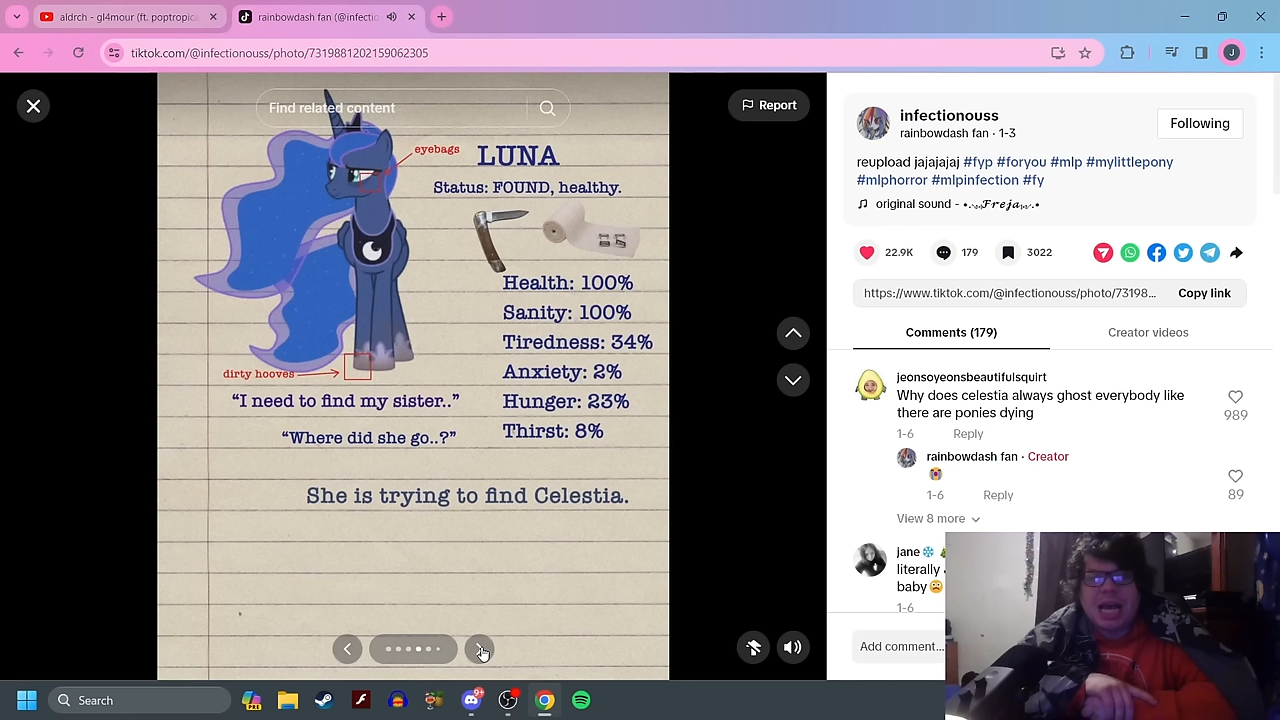 aldrch - gl4mour (ft. poptropic
rainbowdash fan (@infectio
tiktok.com/@infectionouss/photo/7319881202159062305
J
Find related content
Report
eyebags
LUNA
Status: FOUND, healthy.
Health: 100%
Sanity: 100%
Tiredness: 34%
Anxiety: 2%
Hunger: 23%
Thirst: 8%
dirty hooves
“I need to find my sister..”
“Where did she go..?”
She is trying to find Celestia.
infectionouss
rainbowdash fan · 1-3
Following
reupload jajajajaj #fyp #foryou #mlp #mylittlepony
#mlphorror #mlpinfection #fy
original sound - •.𝓕𝓻𝓮𝓳𝓪.•
22.9K
179
3022
https://www.tiktok.com/@infectionouss/photo/73198...
Copy link
Comments (179)
Creator videos
jeonsoyeonsbeautifulsquirt
Why does celestia always ghost everybody like
there are ponies dying
989
1-6
Reply
rainbowdash fan · Creator
89
1-6
Reply
View 8 more
jane
literally
baby
1-6
Add comment...
Search
PRE
9+